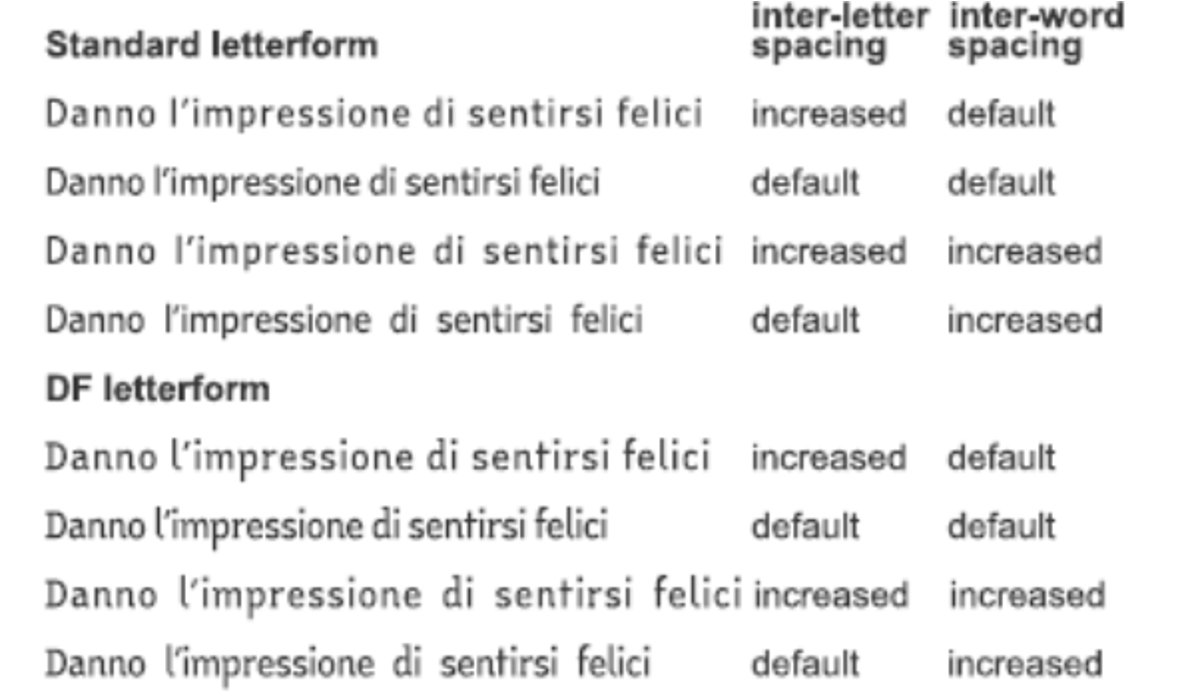 inter-letter inter-word
Standard letterform spacing spacing
Danno l'impressione di sentirsi felici increased default
Danno l'impressione di sentirsi felici default default
Danno l'impressione di sentirsi felici increased increased
Danno l'impressione di sentirsi felici default increased
DF letterform
Danno l'impressione di sentirsi felici increased default
Danno l'impressione di sentirsi felici default default
Danno l'impressione di sentirsi felici increased increased
Danno l'impressione di sentirsi felici default increased